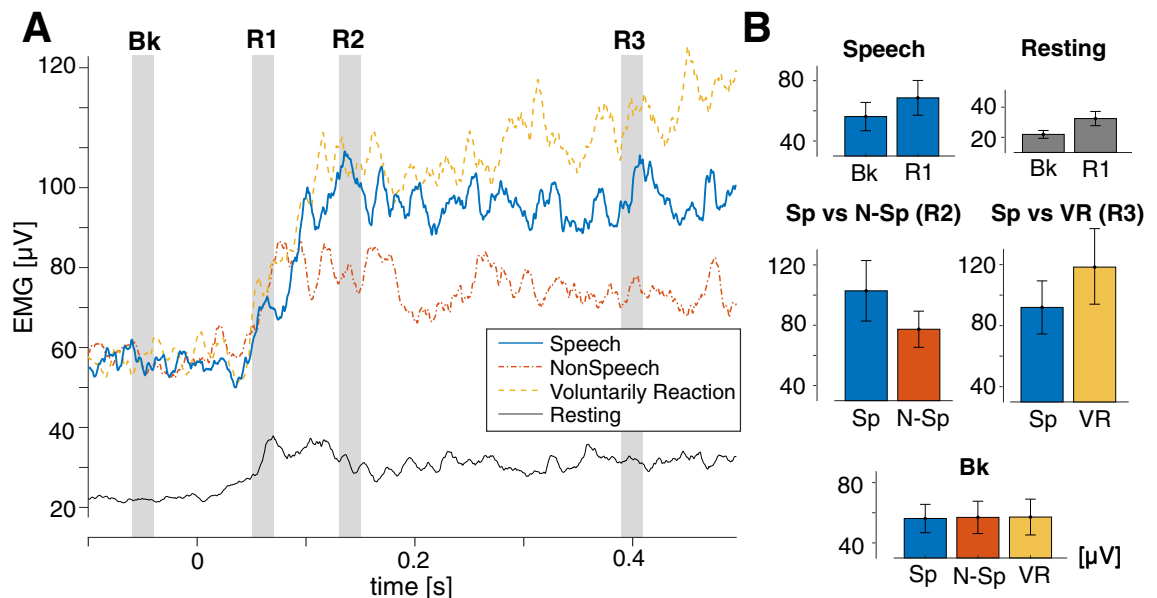 A
Bk R1 R2 R3
120
100
80
60
40
20
EMG [µV]
0 0.2 0.4
time [s]
Speech
NonSpeech
Voluntarily Reaction
Resting
B
Speech
80
40
Bk R1
Resting
40
20
Bk R1
Sp vs N-Sp (R2)
120
80
40
Sp N-Sp
Sp vs VR (R3)
120
80
40
Sp VR
Bk
80
40
Sp N-Sp VR
[µV]